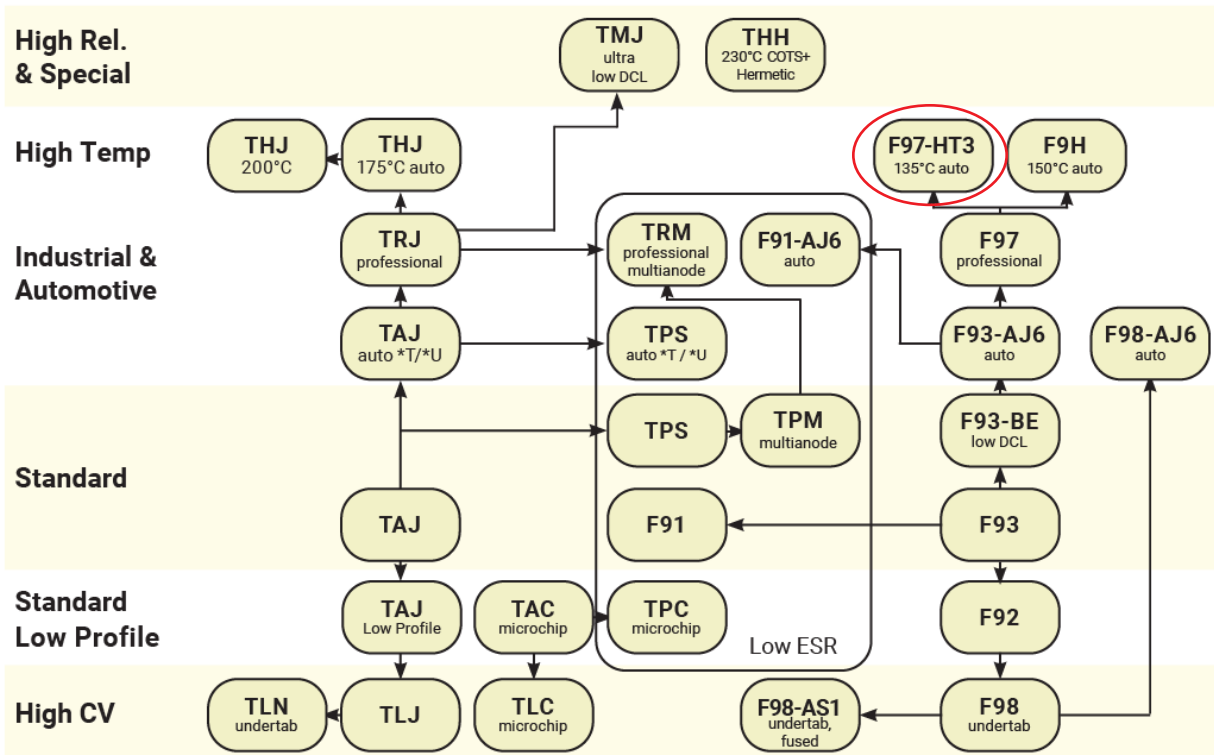 High Rel.
& Special
TMJ
ultra
low DCL
THH
230°C COTS+
Hermetic
High Temp
THJ
200°C
THJ
175°C auto
F97-HT3
135°C auto
F9H
150°C auto
Industrial &
Automotive
TRJ
professional
TRM
professional
multianode
F91-AJ6
auto
F97
professional
TAJ
auto *T/*U
TPS
auto *T / *U
F93-AJ6
auto
F98-AJ6
auto
Standard
TPS
TPM
multianode
F93-BE
low DCL
TAJ
F91
F93
Standard
Low Profile
TAJ
Low Profile
TAC
microchip
TPC
microchip
F92
Low ESR
High CV
TLN
undertab
TLJ
TLC
microchip
F98-AS1
undertab,
fused
F98
undertab